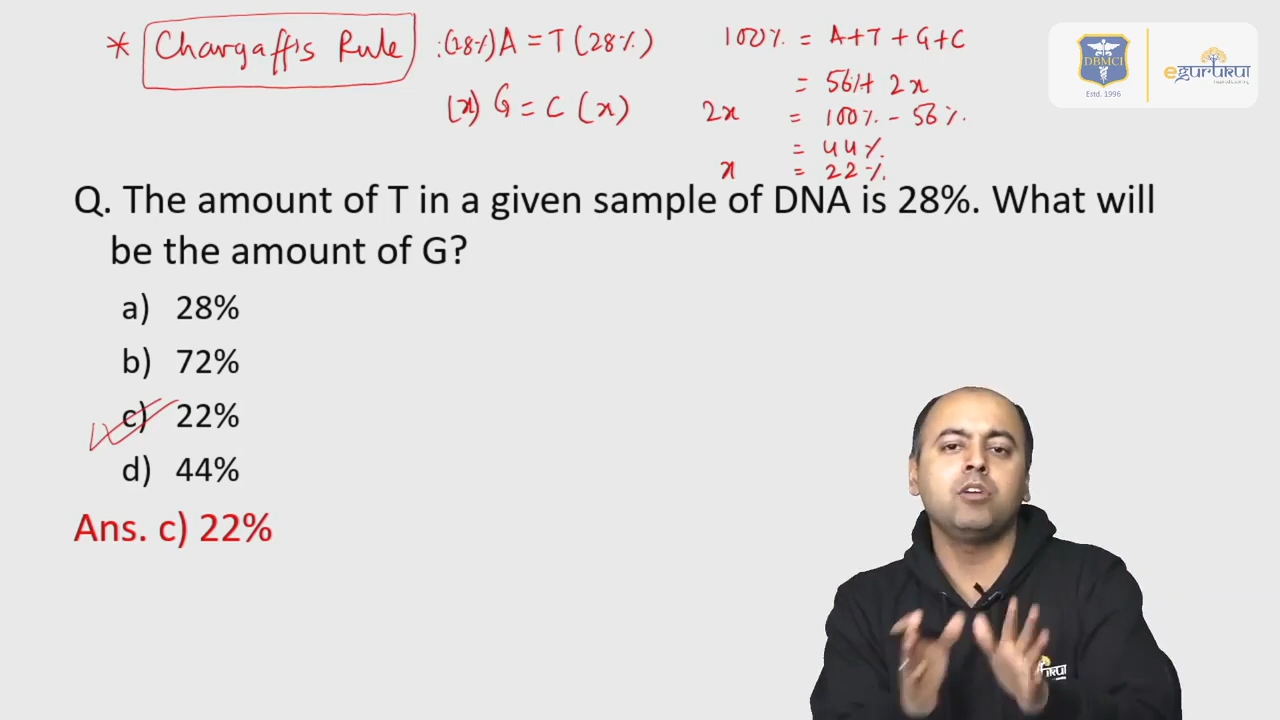 * Chargaff's Rule :(28%) A = T (28%)
(x) G = C (x)
100% = A+T + G+C
= 56%+ 2x
2x = 100% - 56%.
= 44%.
x = 22%.
DBMCI
Estd. 1996
egurukul
Q. The amount of T in a given sample of DNA is 28%. What will
be the amount of G?
a) 28%
b) 72%
c) 22%
d) 44%
Ans. c) 22%